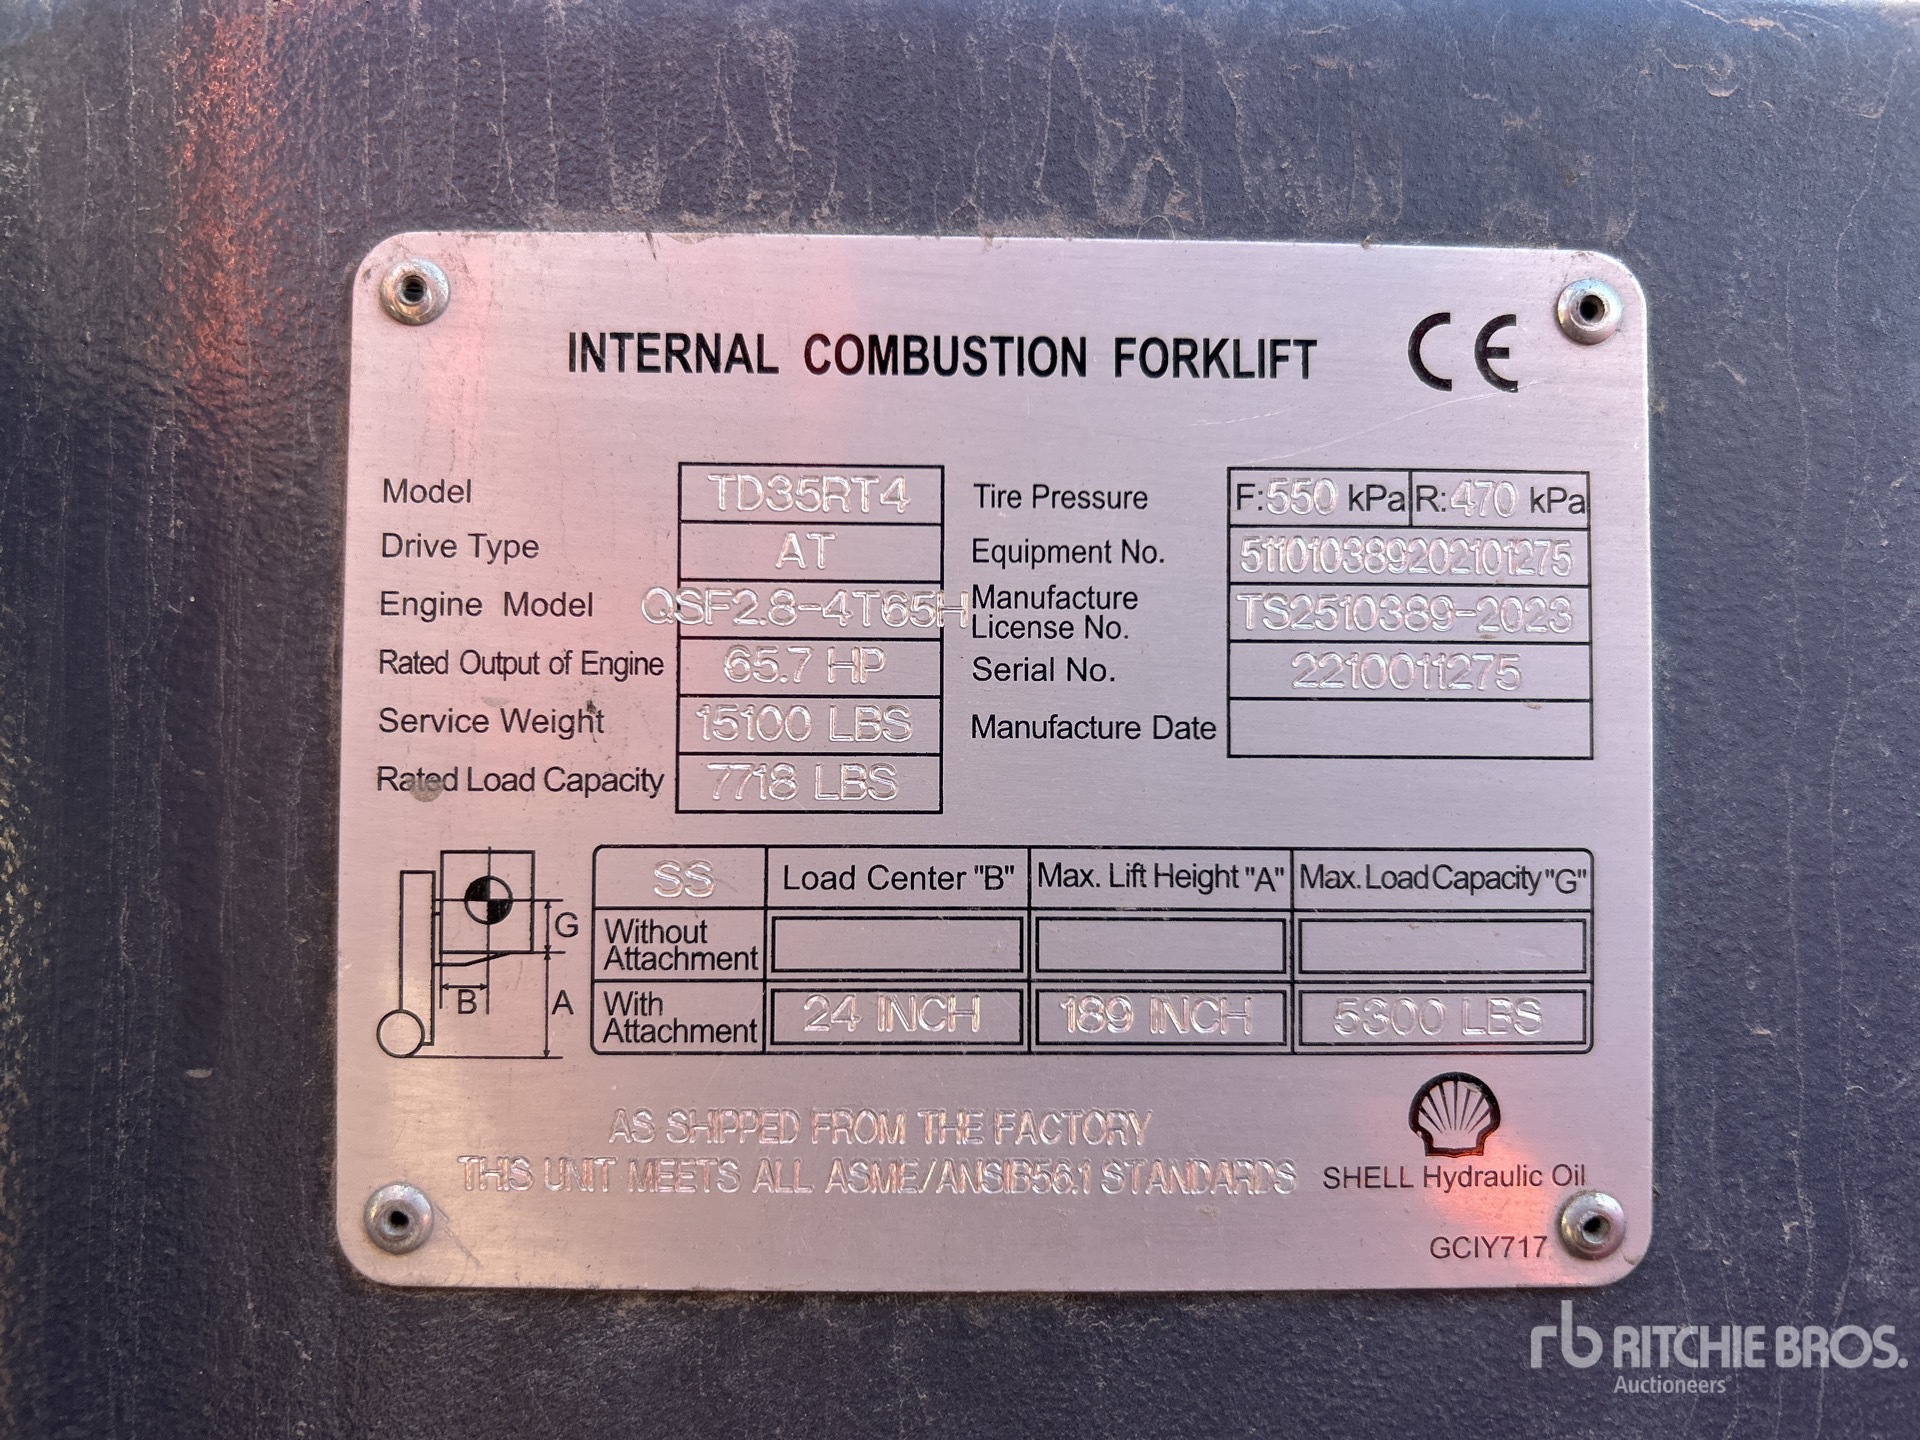 INTERNAL COMBUSTION FORKLIFT CE
Model TD35RT4 Tire Pressure F:550 kPa R:470 kPa
Drive Type AT Equipment No. 511010389202101275
Engine Model QSF2.8-4T65H Manufacture License No. TS2510389-2023
Rated Output of Engine 65.7 HP Serial No. 2210011275
Service Weight 15100 LBS Manufacture Date
Rated Load Capacity 7718 LBS
SS Load Center "B" Max. Lift Height "A" Max. Load Capacity "G"
Without Attachment
With Attachment 24 INCH 189 INCH 5300 LBS
G
B A
AS SHIPPED FROM THE FACTORY
THIS UNIT MEETS ALL ASME/ANSIB56.1 STANDARDS
SHELL Hydraulic Oil
GCIY717
rb RITCHIE BROS.
Auctioneers